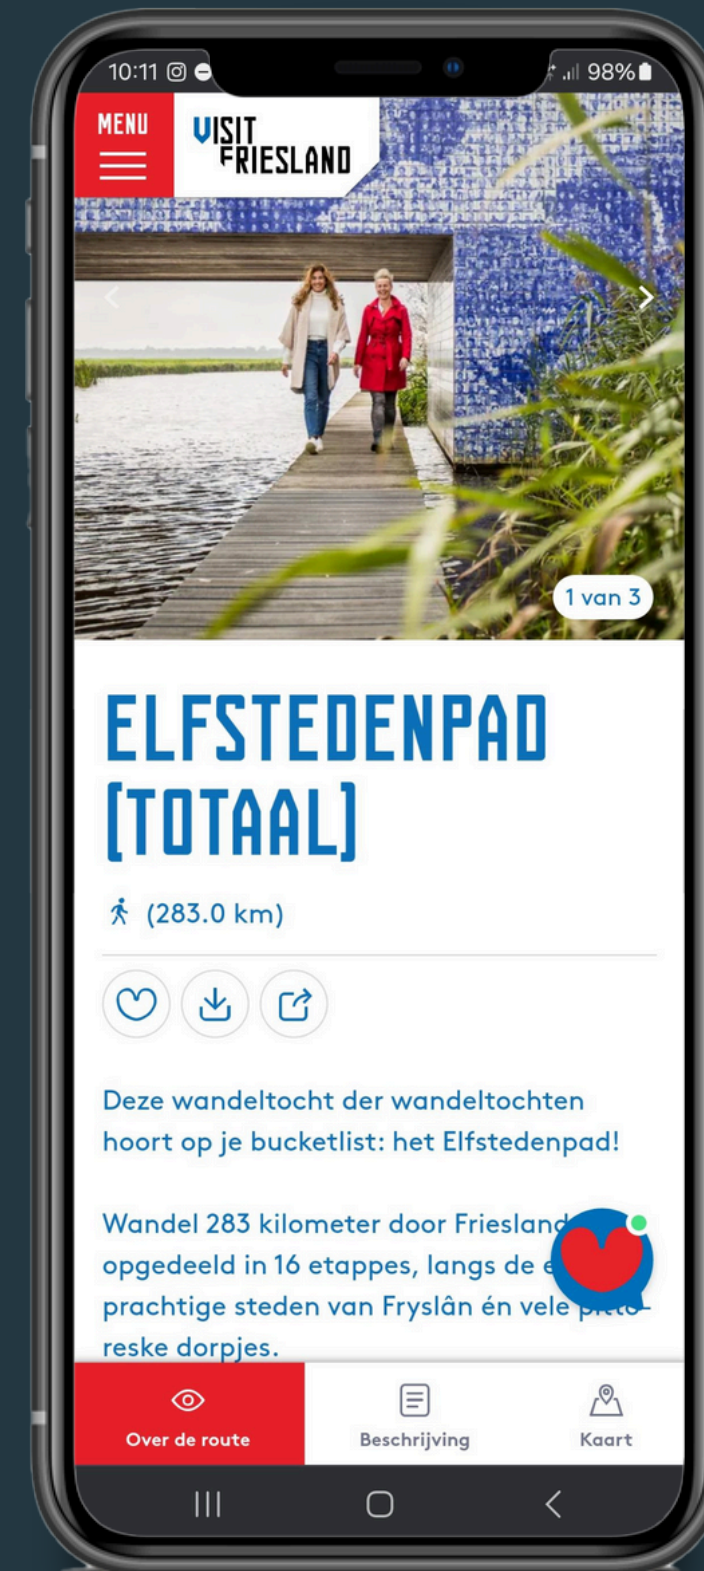 10:11
98%
MENU
VISIT
FRIESLAND
1 van 3
ELFSTEDENPAD
[TOTAAL]
(283.0 km)
Deze wandeltocht der wandeltochten
hoort op je bucketlist: het Elfstedenpad!
Wandel 283 kilometer door Friesland
opgedeeld in 16 etappes, langs de
prachtige steden van Fryslân én vele pitto-
reske dorpjes.
Over de route
Beschrijving
Kaart